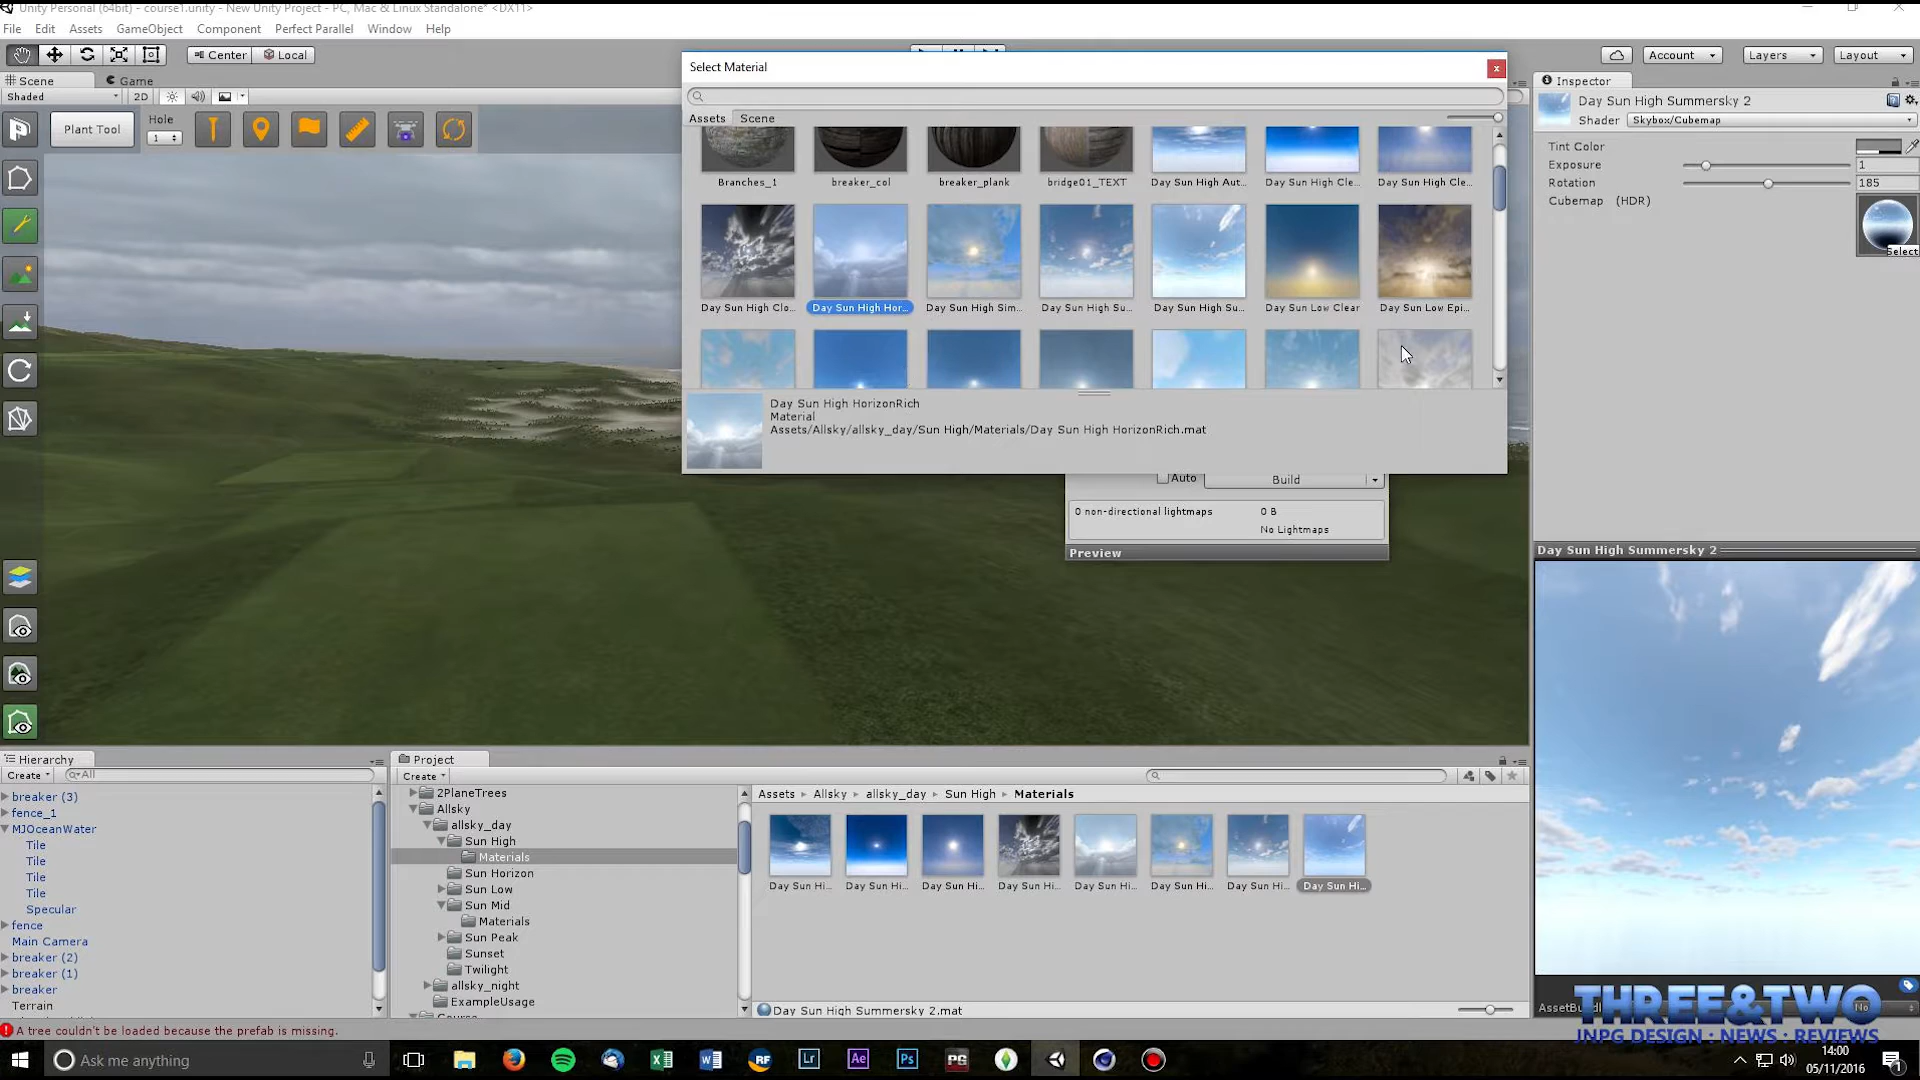 Unity Personal (64bit) - course1.unity - New Unity Project - PC, Mac & Linux Standalone* <DX11>
File Edit Assets GameObject Component Perfect Parallel Window Help
Center Local
Account Layers Layout
Scene Game
Shaded 2D
Plant Tool
Hole
1
Select Material
Assets Scene
Branches_1 breaker_col breaker_plank bridge01_TEXT Day Sun High Aut... Day Sun High Cle... Day Sun High Cle...
Day Sun High Clo... Day Sun High Hor... Day Sun High Sim... Day Sun High Su... Day Sun High Su... Day Sun Low Clear Day Sun Low Epi...
Day Sun High HorizonRich
Material
Assets/Allsky/allsky_day/Sun High/Materials/Day Sun High HorizonRich.mat
Auto Build
0 non-directional lightmaps 0 B
No Lightmaps
Preview
Inspector
Day Sun High Summersky 2
Shader Skybox/Cubemap
Tint Color
Exposure 1
Rotation 185
Cubemap (HDR)
Select
Day Sun High Summersky 2
AssetBundl
No
THREE&TWO
JNPG DESIGN : NEWS : REVIEWS
Hierarchy
Create All
breaker (3)
fence_1
MJOceanWater
Tile
Tile
Tile
Tile
Specular
fence
Main Camera
breaker (2)
breaker (1)
breaker
Terrain
Project
Create
2PlaneTrees
Allsky
allsky_day
Sun High
Materials
Sun Horizon
Sun Low
Sun Mid
Materials
Sun Peak
Sunset
Twilight
allsky_night
ExampleUsage
Assets Allsky allsky_day Sun High Materials
Day Sun Hi... Day Sun Hi... Day Sun Hi... Day Sun Hi... Day Sun Hi... Day Sun Hi... Day Sun Hi... Day Sun Hi...
Day Sun High Summersky 2.mat
A tree couldn't be loaded because the prefab is missing.
Ask me anything
RF Lr Ae Ps PG
14:00
05/11/2016
1